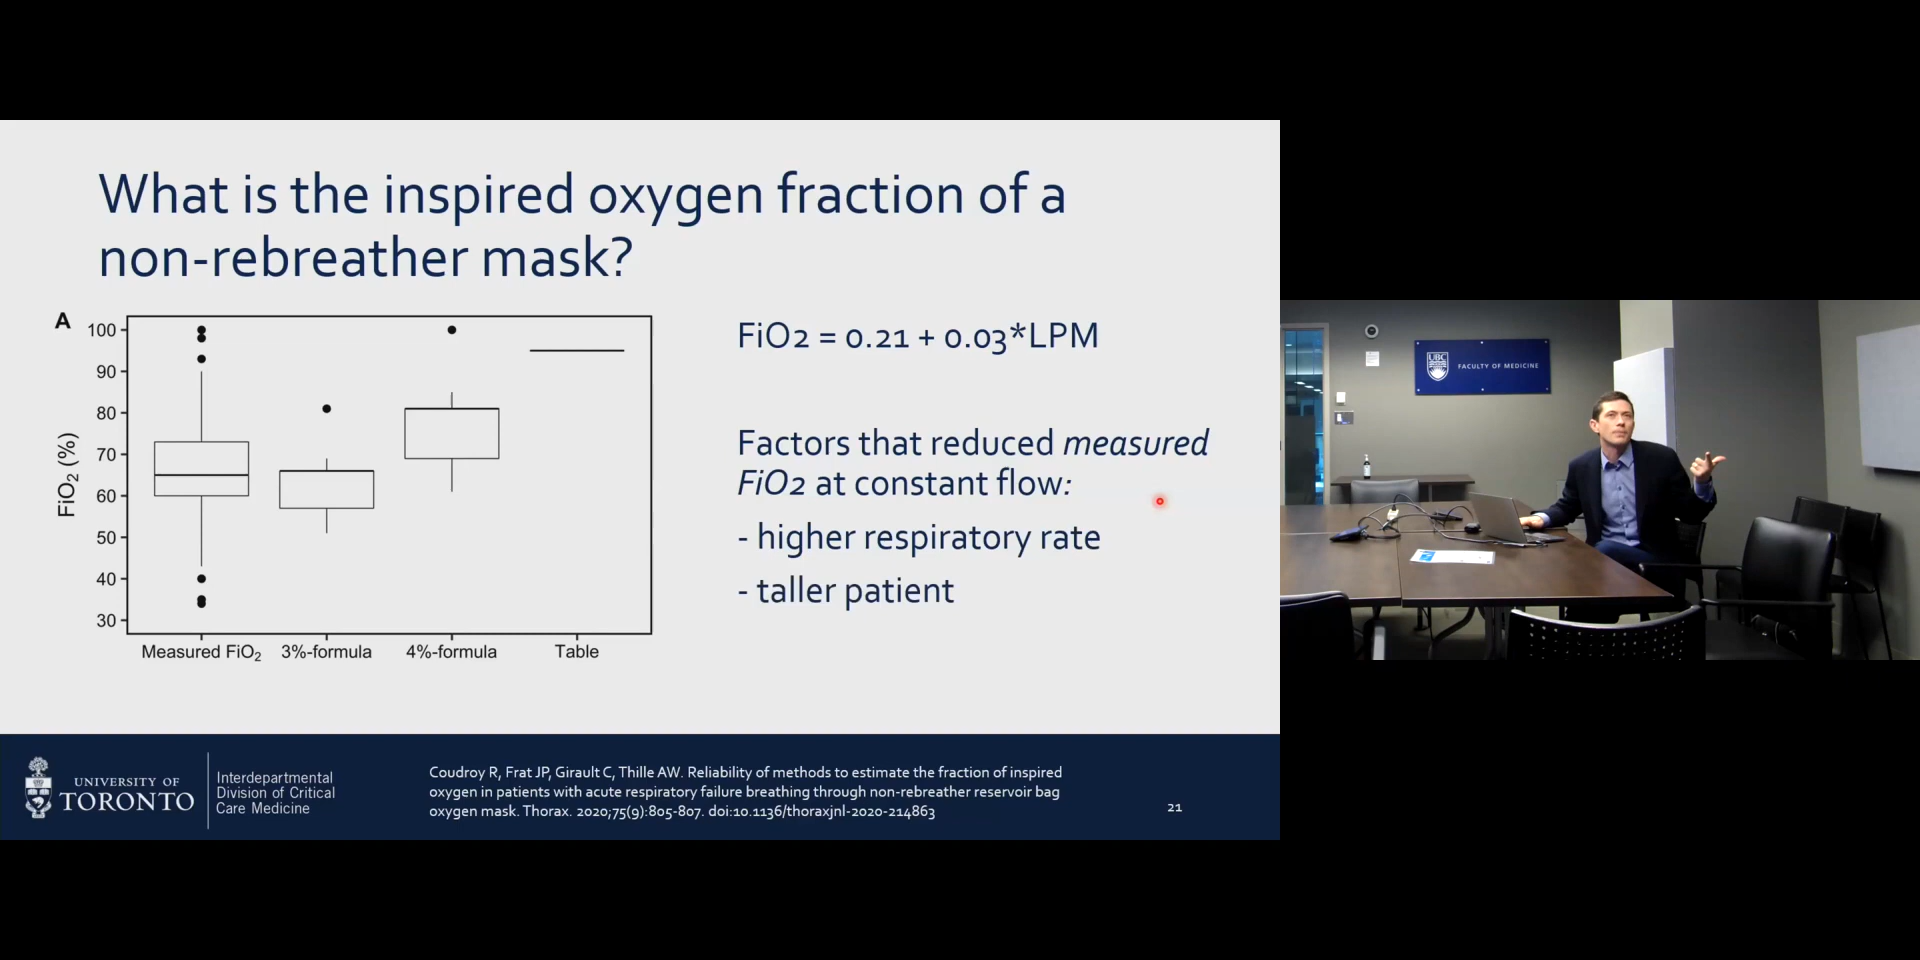 What is the inspired oxygen fraction of a
non-rebreather mask?
A
100
90
80
70
60
50
40
30
FiO2 (%)
Measured FiO2
3%-formula
4%-formula
Table
FiO2 = 0.21 + 0.03*LPM
Factors that reduced measured
FiO2 at constant flow:
- higher respiratory rate
- taller patient
UNIVERSITY OF
TORONTO
Interdepartmental
Division of Critical
Care Medicine
Coudroy R, Frat JP, Girault C, Thille AW. Reliability of methods to estimate the fraction of inspired
oxygen in patients with acute respiratory failure breathing through non-rebreather reservoir bag
oxygen mask. Thorax. 2020;75(9):805-807. doi:10.1136/thoraxjnl-2020-214863
21
UBC
FACULTY OF MEDICINE